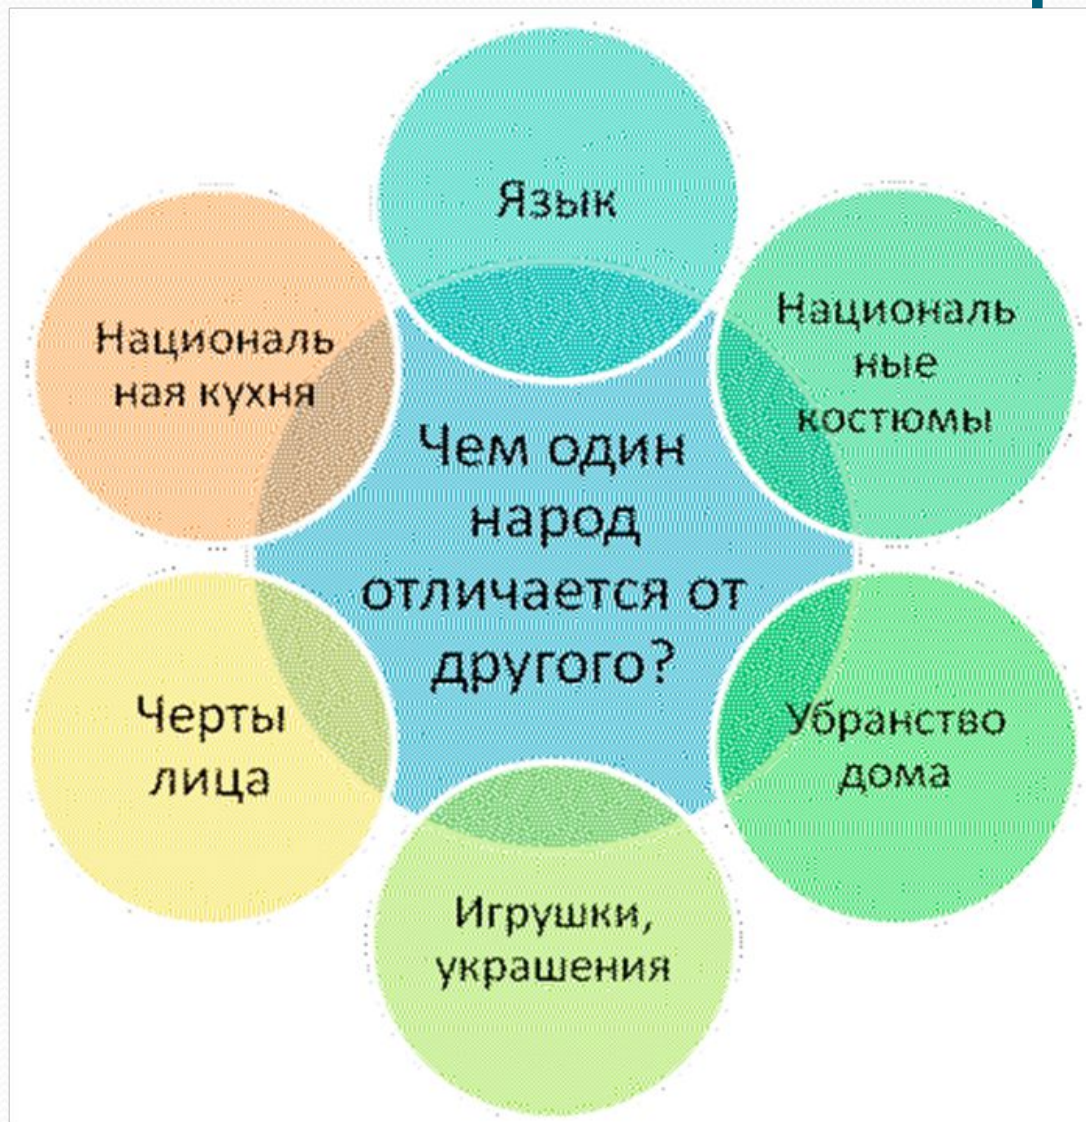 Язык
Националь
ные
костюмы
Убранство
дома
Игрушки,
украшения
Черты
лица
Националь
ная кухня
Чем один
народ
отличается от
другого?